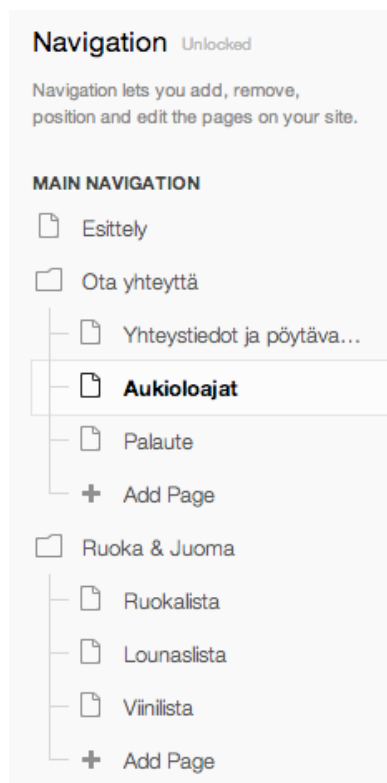 Navigation Unlocked
Navigation lets you add, remove,
position and edit the pages on your site.
MAIN NAVIGATION
Esittely
Ota yhteyttä
Yhteystiedot ja pöytäva...
Aukioloajat
Palaute
Add Page
Ruoka & Juoma
Ruokalista
Lounaslista
Viinilista
Add Page